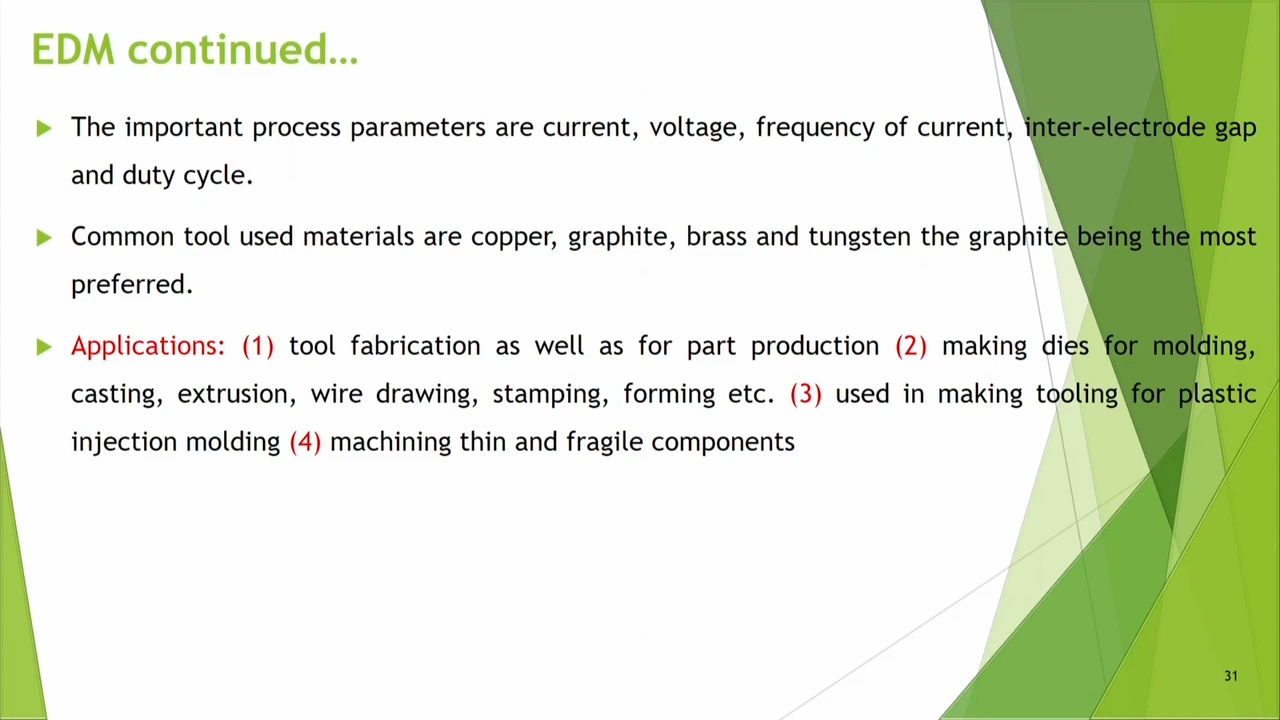 EDM continued…
The important process parameters are current, voltage, frequency of current, inter-electrode gap
and duty cycle.
Common tool used materials are copper, graphite, brass and tungsten the graphite being the most
preferred.
Applications: (1) tool fabrication as well as for part production (2) making dies for molding,
casting, extrusion, wire drawing, stamping, forming etc. (3) used in making tooling for plastic
injection molding (4) machining thin and fragile components
31